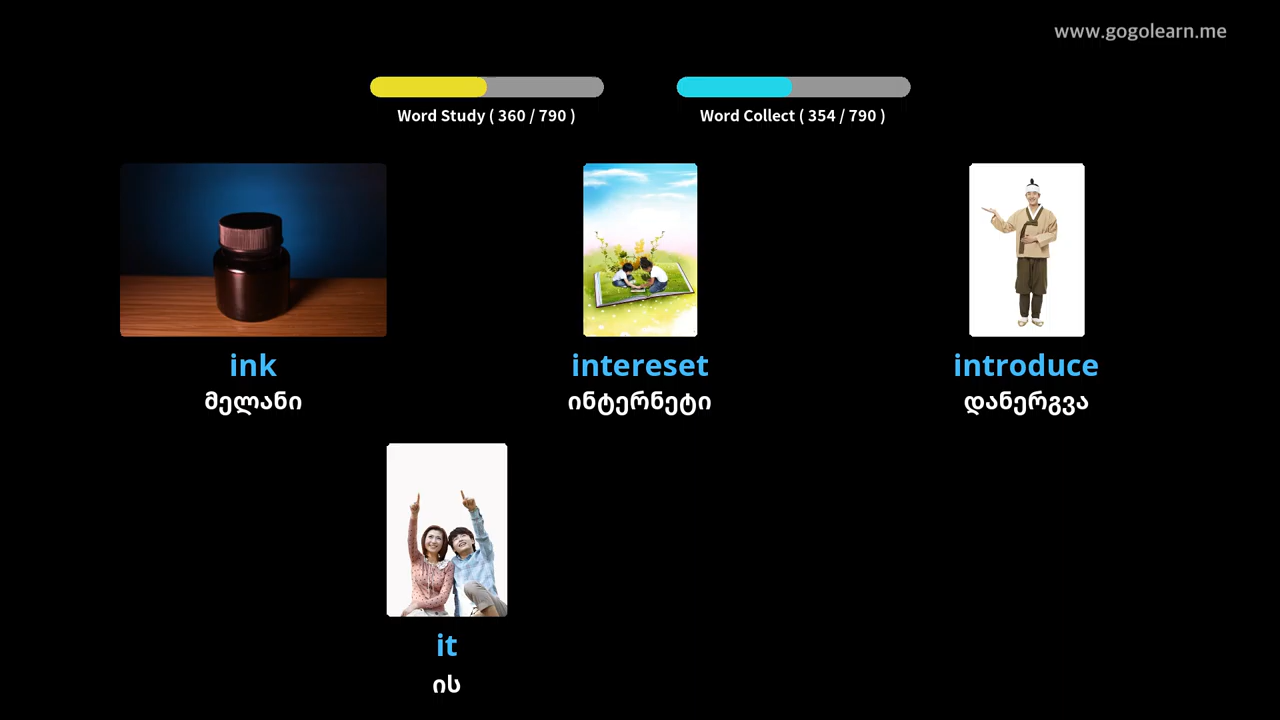 www.gogolearn.me
Word Study ( 360 / 790 )
Word Collect ( 354 / 790 )
ink
intereset
introduce
მელანი
ინტერნეტი
დანერგვა
it
ის